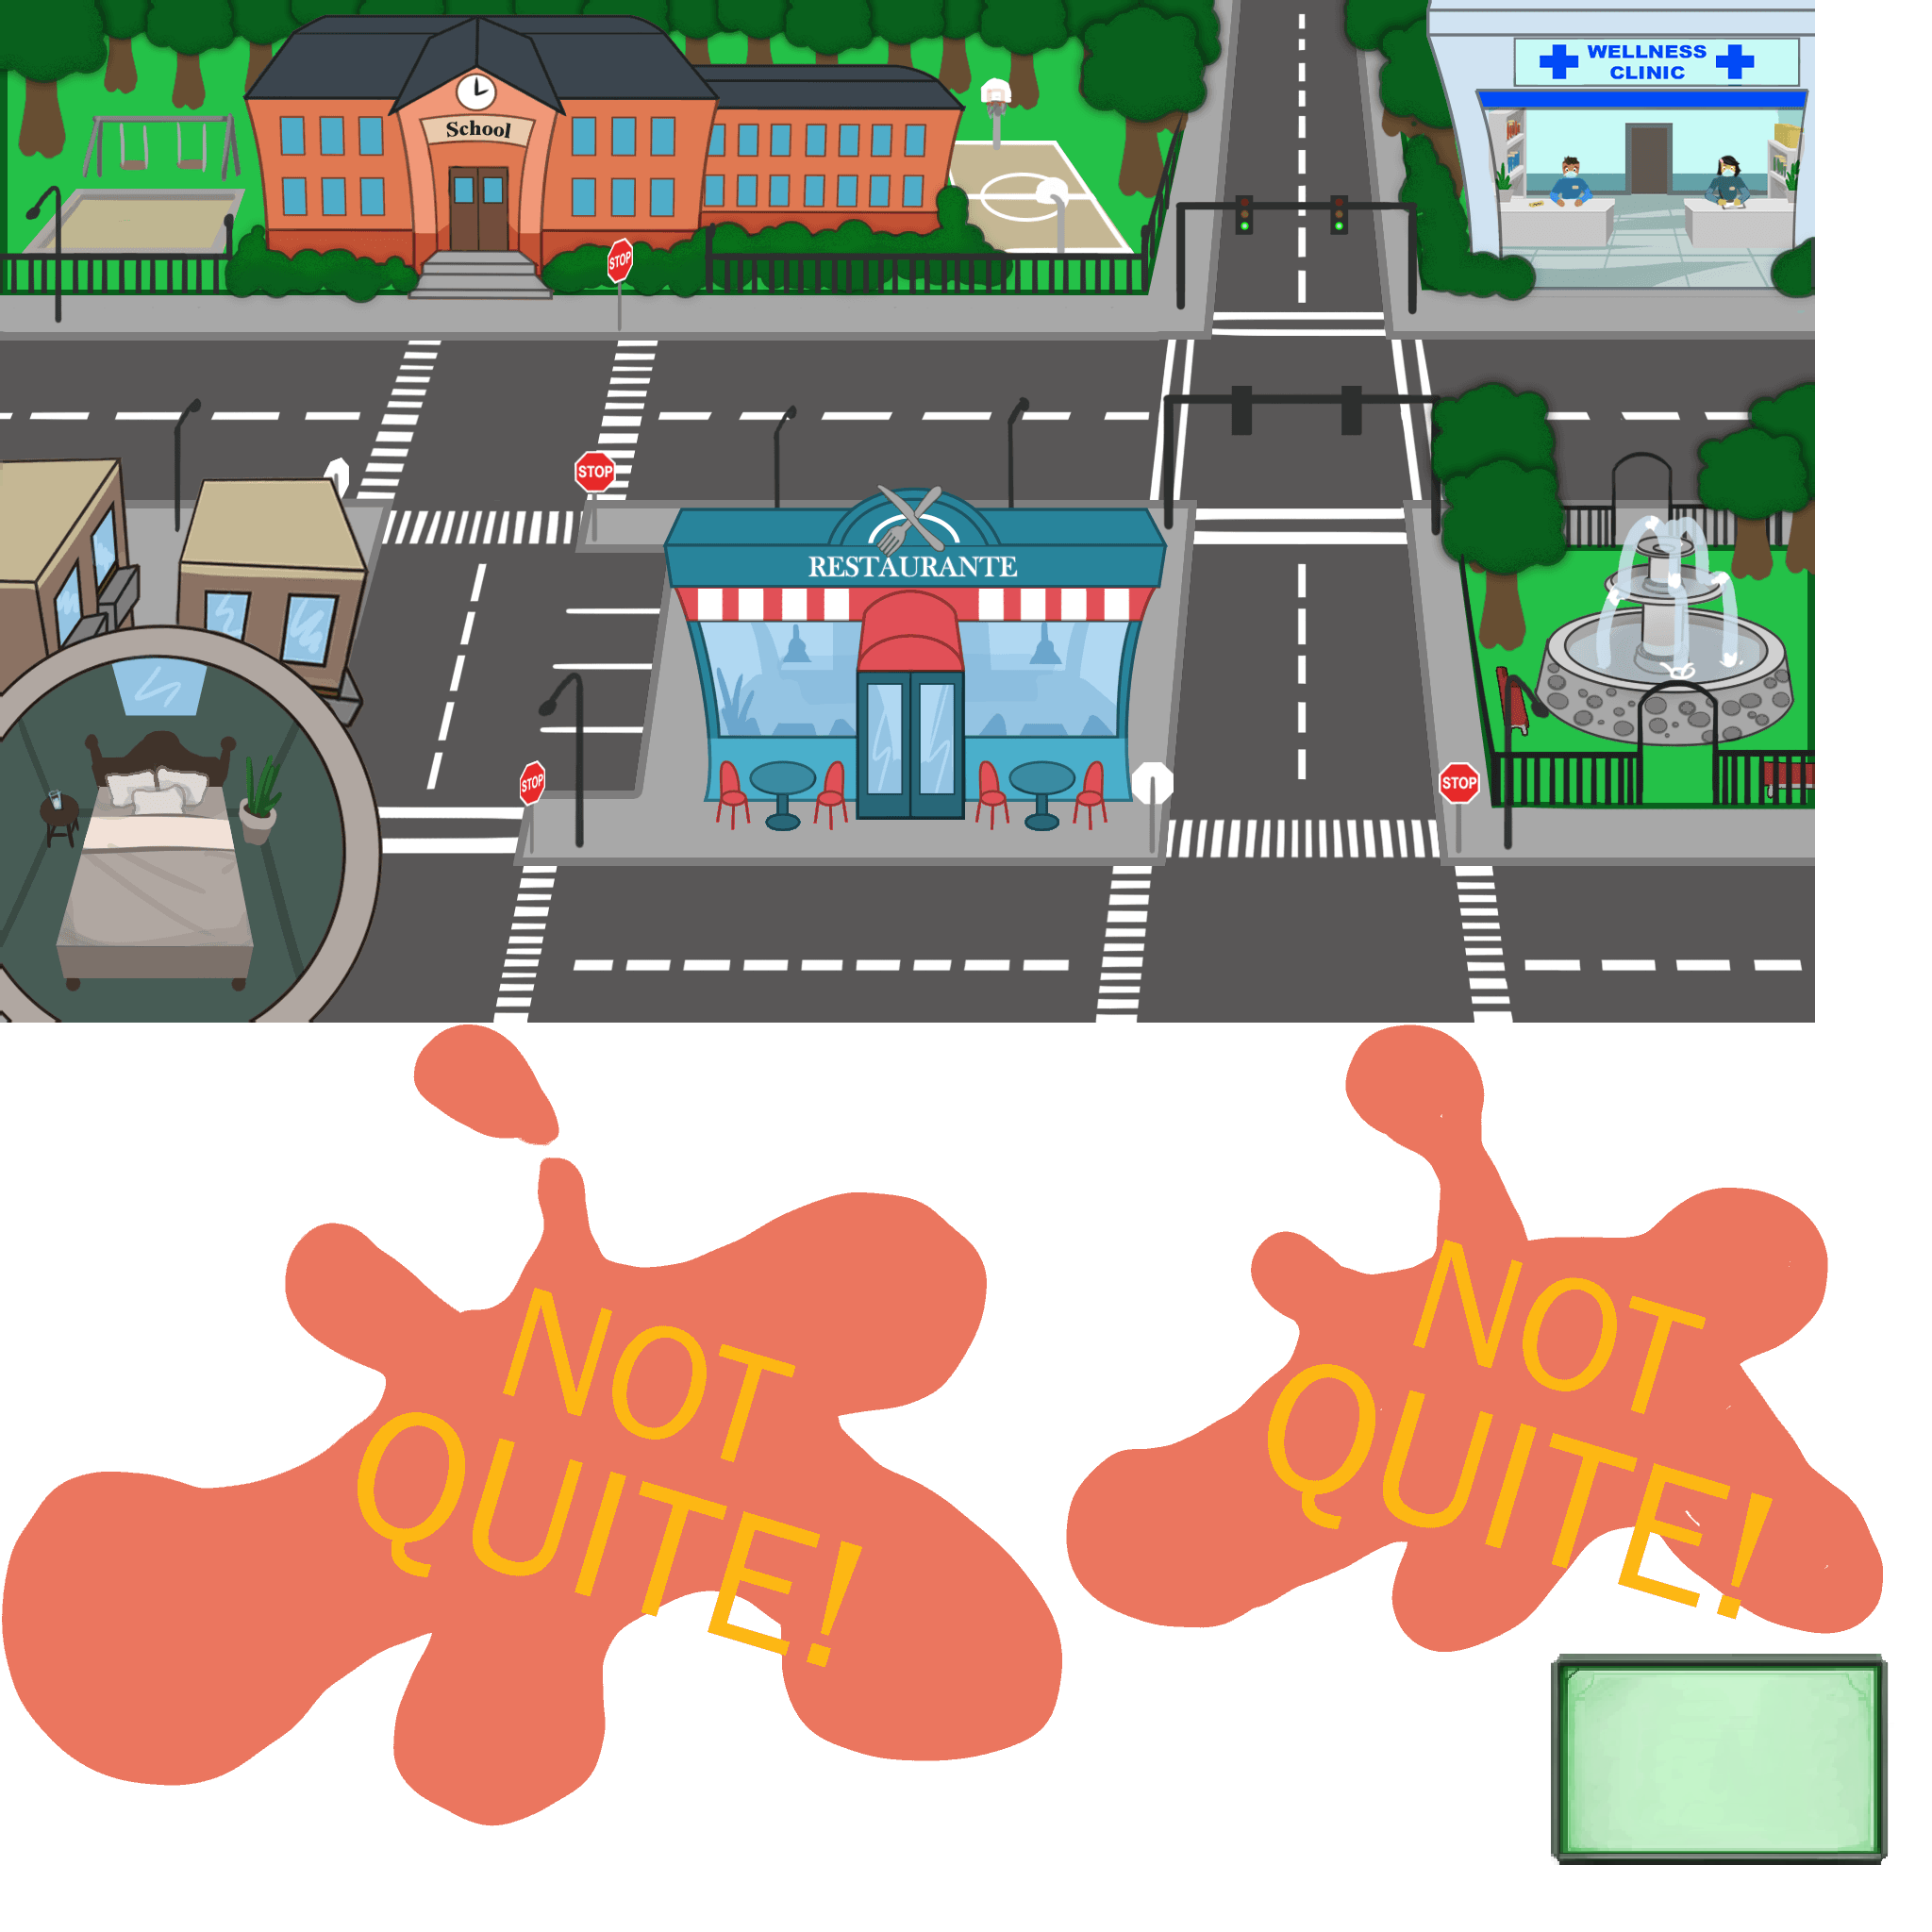 WELLNESS
CLINIC
School
STOP
STOP
RESTAURANTE
STOP
STOP
NOT
QUITE!
NOT
QUITE!